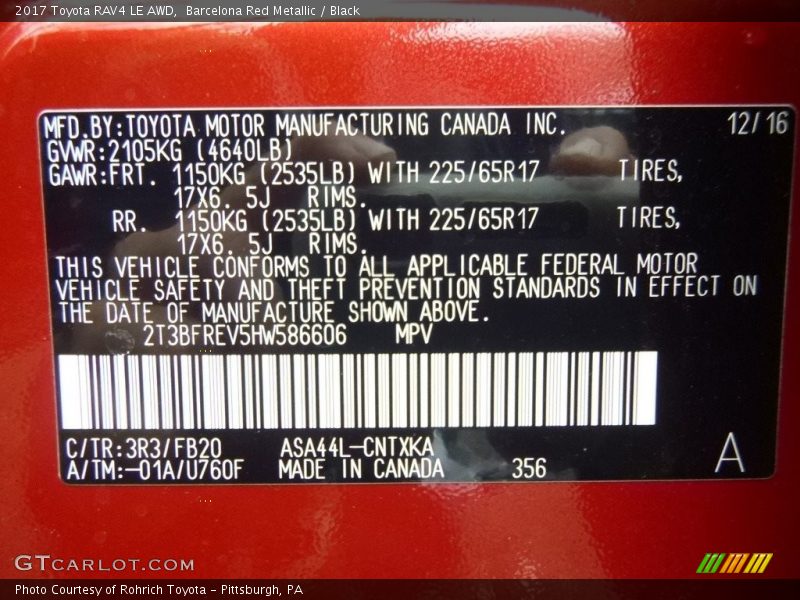 2017 Toyota RAV4 LE AWD,  Barcelona Red Metallic / Black
MFD.BY:TOYOTA MOTOR MANUFACTURING CANADA INC. 12/16
GVWR:2105KG (4640LB)
GAWR:FRT. 1150KG (2535LB) WITH 225/65R17 TIRES,
17X6. 5J RIMS.
RR. 1150KG (2535LB) WITH 225/65R17 TIRES,
17X6. 5J RIMS.
THIS VEHICLE CONFORMS TO ALL APPLICABLE FEDERAL MOTOR
VEHICLE SAFETY AND THEFT PREVENTION STANDARDS IN EFFECT ON
THE DATE OF MANUFACTURE SHOWN ABOVE.
2T3BFREV5HW586606 MPV
C/TR:3R3/FB20 ASA44L-CNTXKA
A/TM:-01A/U760F MADE IN CANADA 356 A
GTCARLOT.COM
Photo Courtesy of Rohrich Toyota - Pittsburgh, PA